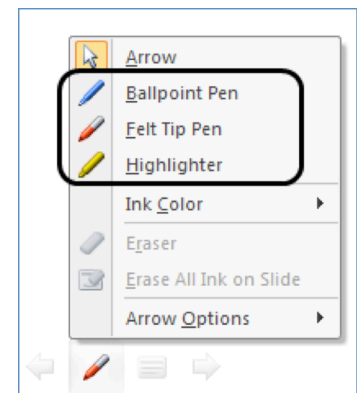 Arrow
Ballpoint Pen
Felt Tip Pen
Highlighter
Ink Color
Eraser
Erase All Ink on Slide
Arrow Options